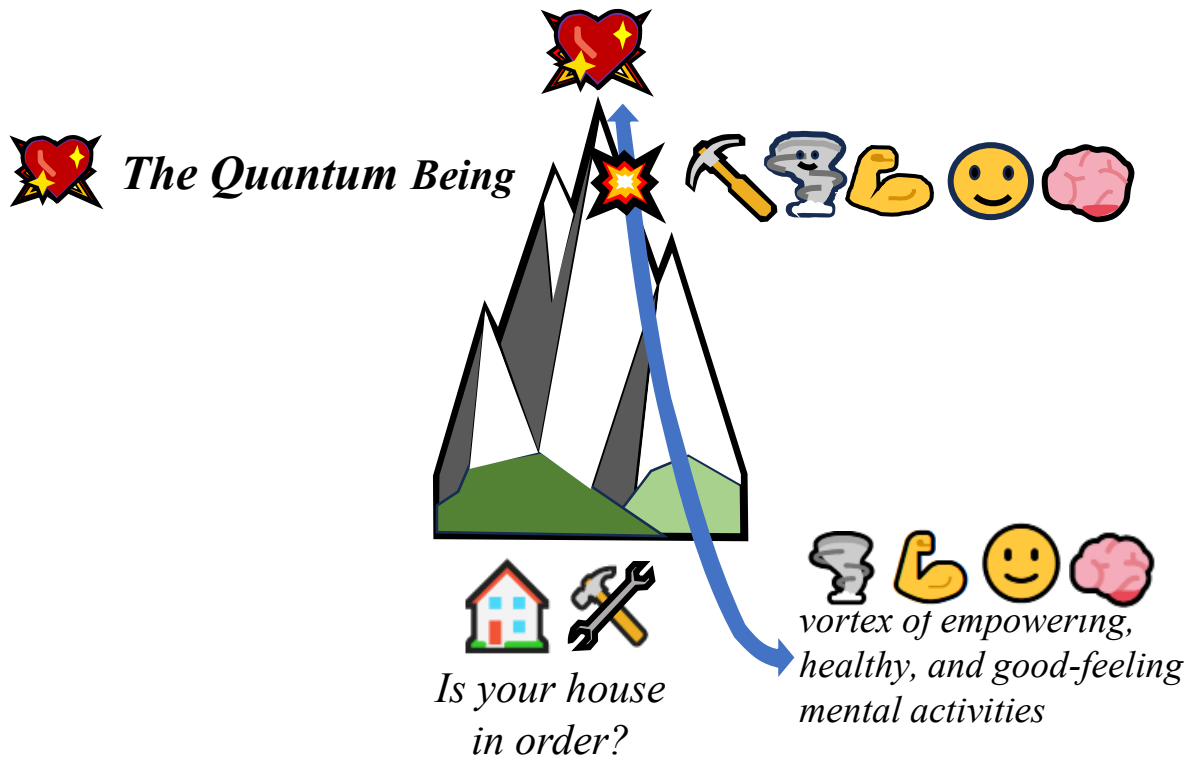 The Quantum Being
vortex of empowering,
healthy, and good-feeling
mental activities
Is your house
in order?